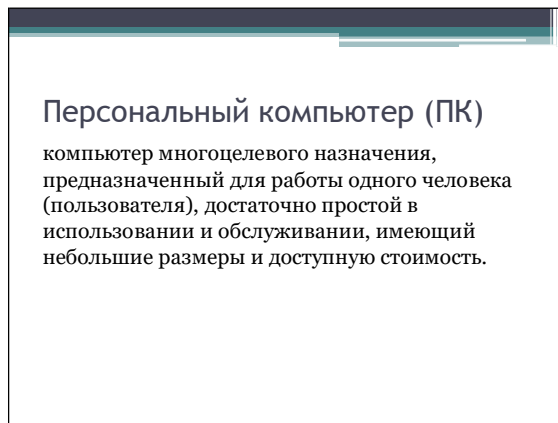 Персональный компьютер (ПК)
компьютер многоцелевого назначения,
предназначенный для работы одного человека
(пользователя), достаточно простой в
использовании и обслуживании, имеющий
небольшие размеры и доступную стоимость.